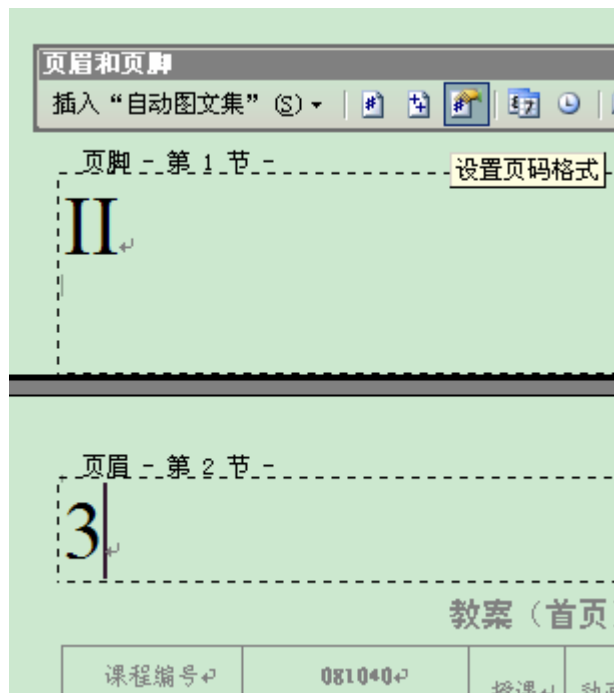 页眉和页脚
插入“自动图文集”(S)
页脚 - 第 1 节 -
设置页码格式
II
页眉 - 第 2 节 -
3
教案（首页
课程编号
081040
授课